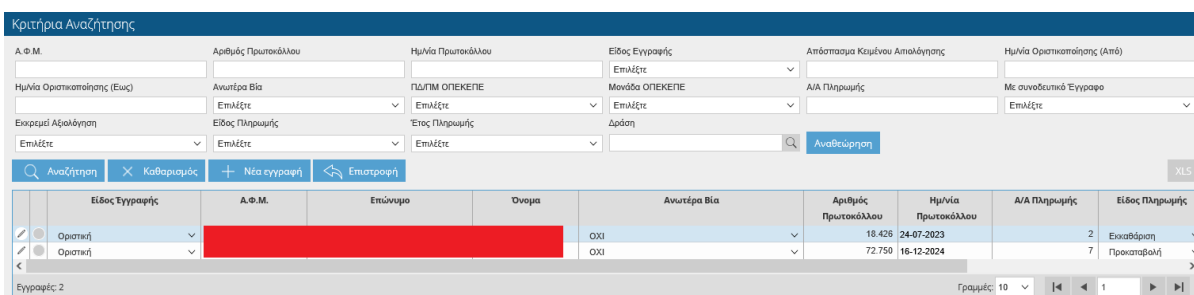 Κριτήρια Αναζήτησης
Α.Φ.Μ. Αριθμός Πρωτοκόλλου Ημ/νία Πρωτοκόλλου Είδος Εγγραφής Απόσπασμα Κειμένου Αιτιολόγησης Ημ/νία Οριστικοποίησης (Από)
Επιλέξτε
Ημ/νία Οριστικοποίησης (Εως) Ανωτέρα Βία ΠΔ/ΠΜ ΟΠΕΚΕΠΕ Μονάδα ΟΠΕΚΕΠΕ Α/Α Πληρωμής Με συνοδευτικό Έγγραφο
Επιλέξτε Επιλέξτε Επιλέξτε Επιλέξτε
Εκκρεμεί Αξιολόγηση Είδος Πληρωμής Έτος Πληρωμής Δράση
Επιλέξτε Επιλέξτε Επιλέξτε Αναθεώρηση
Αναζήτηση Καθαρισμός Νέα εγγραφή Επιστροφή XLS
Είδος Έγγραφής Α.Φ.Μ. Επώνυμο Όνομα Ανωτέρα Βία Αριθμός Πρωτοκόλλου Ημ/νία Πρωτοκόλλου Α/Α Πληρωμής Είδος Πληρωμής
Οριστική ΟΧΙ 18.426 24-07-2023 2 Εκκαθάριση
Οριστική ΟΧΙ 72.750 16-12-2024 7 Προκαταβολή
Εγγραφές: 2 Γραμμές: 10 1